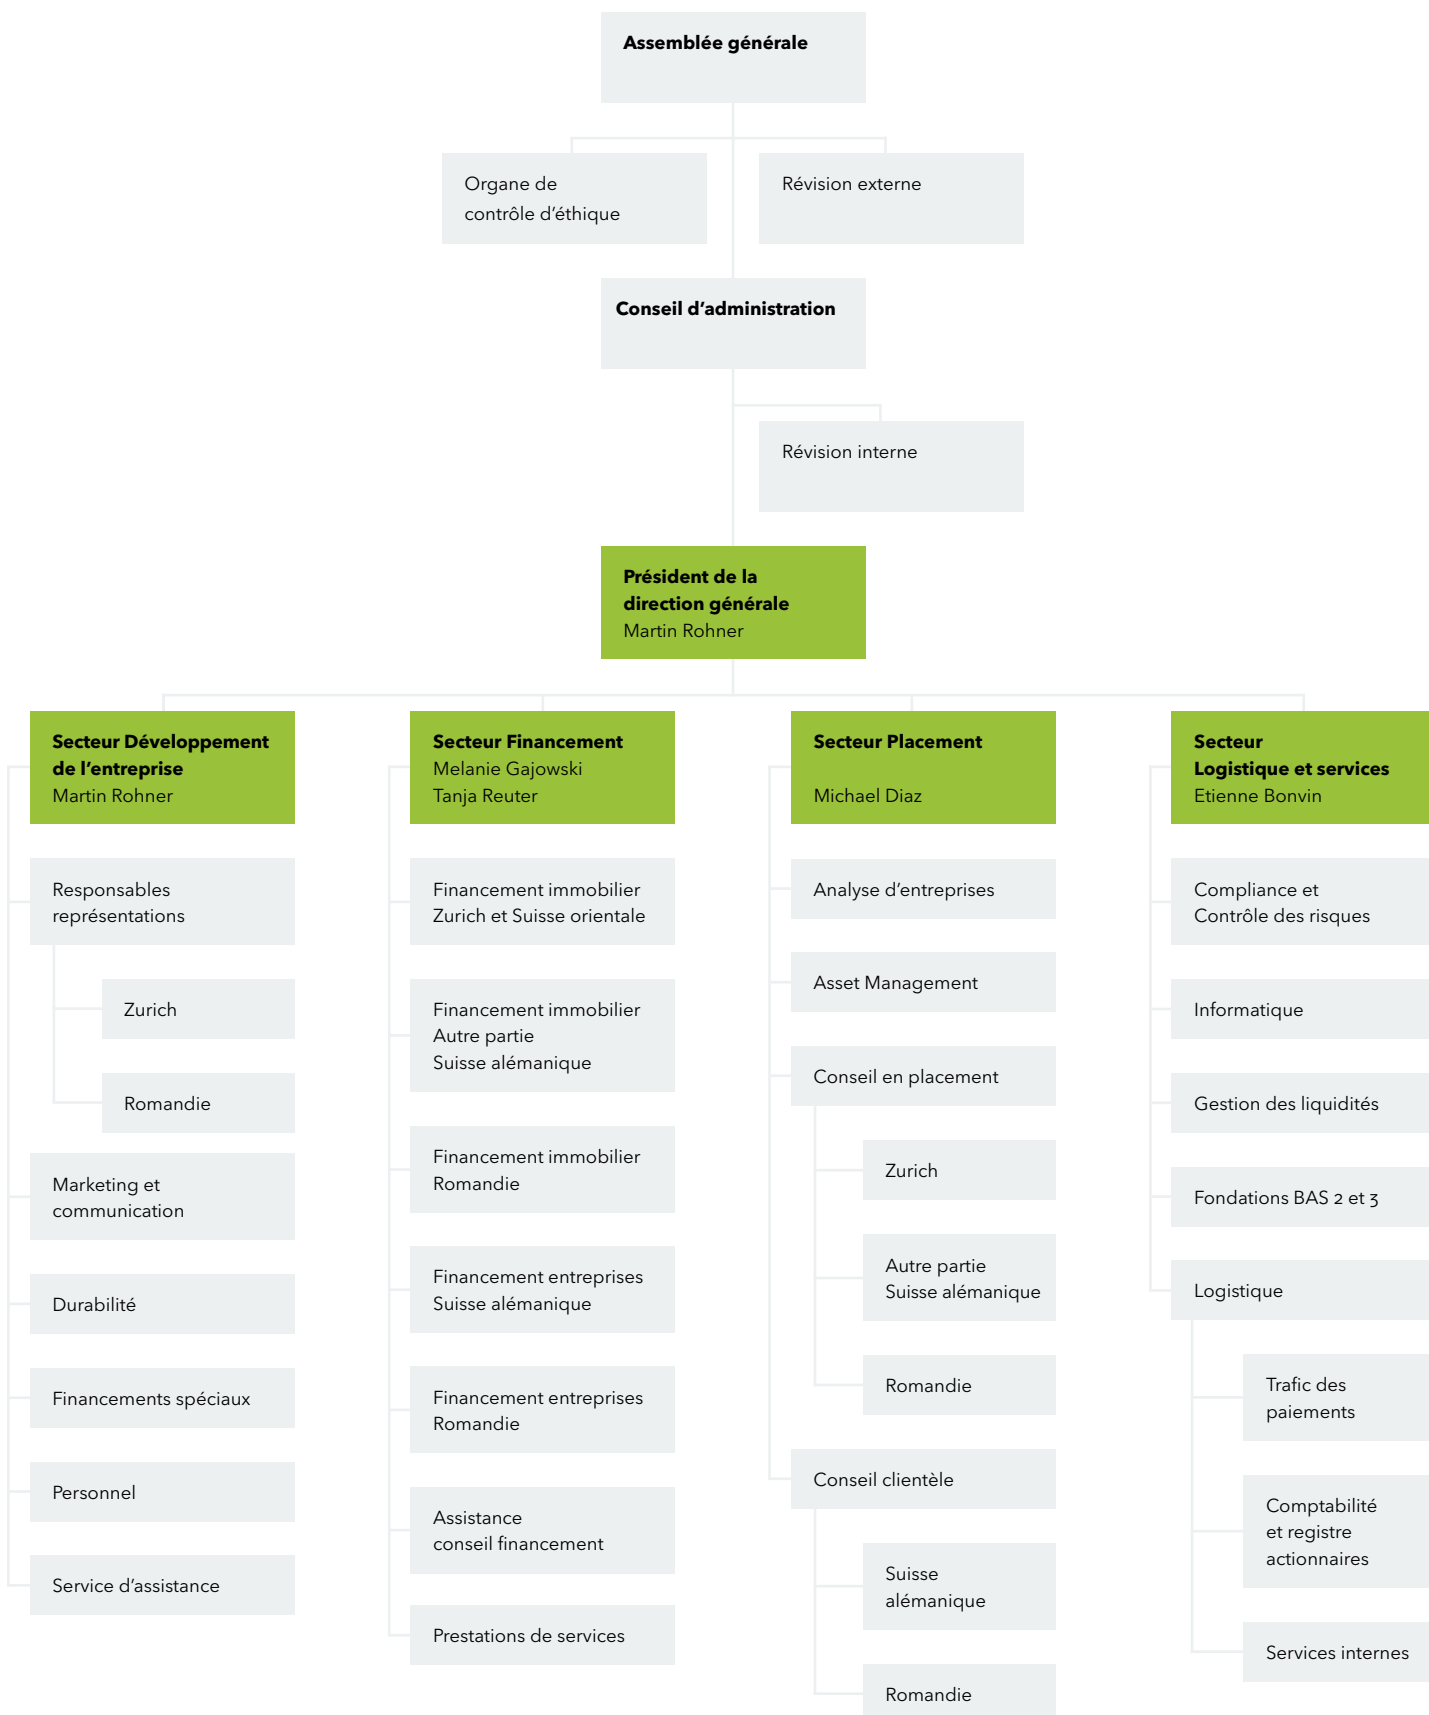 Assemblée générale
Organe de
contrôle d’éthique
Révision externe
Conseil d’administration
Révision interne
Président de la
direction générale
Martin Rohner
Secteur Développement
de l’entreprise
Martin Rohner
Responsables
représentations
Zurich
Romandie
Marketing et
communication
Durabilité
Financements spéciaux
Personnel
Service d’assistance
Secteur Financement
Melanie Gajowski
Tanja Reuter
Financement immobilier
Zurich et Suisse orientale
Financement immobilier
Autre partie
Suisse alémanique
Financement immobilier
Romandie
Financement entreprises
Suisse alémanique
Financement entreprises
Romandie
Assistance
conseil financement
Prestations de services
Secteur Placement
Michael Diaz
Analyse d’entreprises
Asset Management
Conseil en placement
Zurich
Autre partie
Suisse alémanique
Romandie
Conseil clientèle
Suisse
alémanique
Romandie
Secteur
Logistique et services
Etienne Bonvin
Compliance et
Contrôle des risques
Informatique
Gestion des liquidités
Fondations BAS 2 et 3
Logistique
Trafic des
paiements
Comptabilité
et registre
actionnaires
Services internes